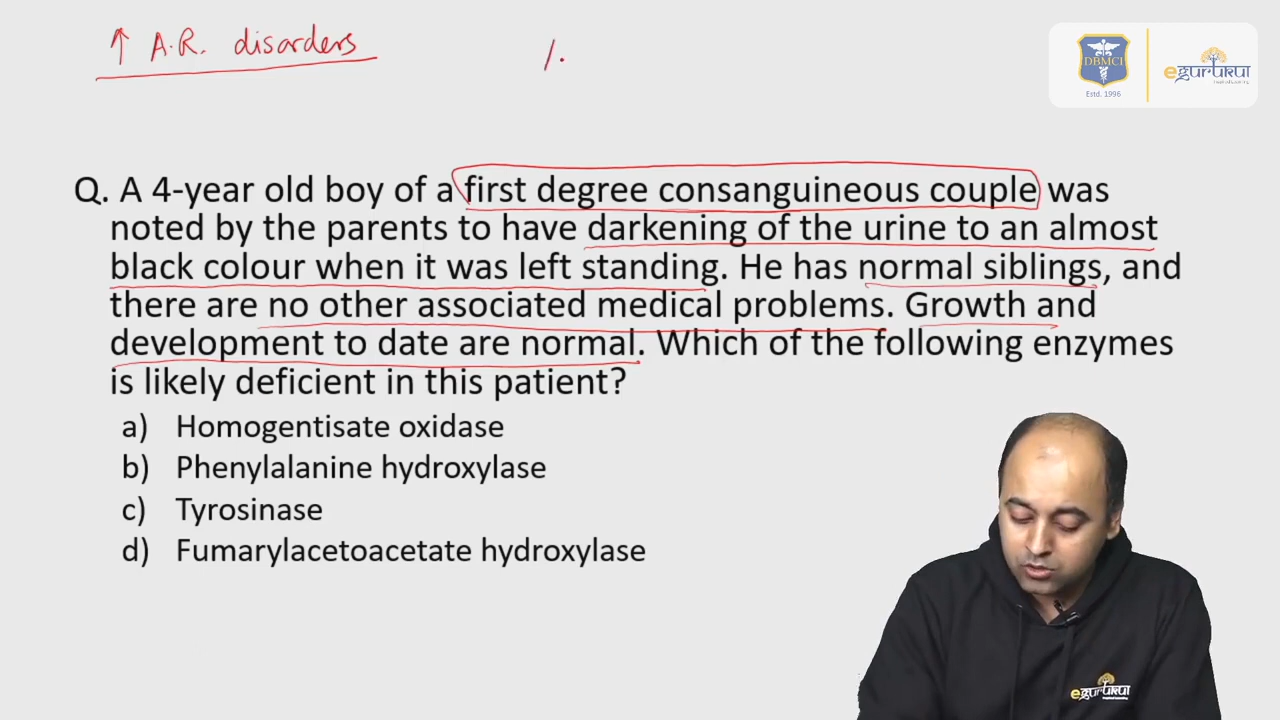 ↑ A.R. disorders
DBMCI
Estd. 1996
egurukul
Q. A 4-year old boy of a first degree consanguineous couple was
noted by the parents to have darkening of the urine to an almost
black colour when it was left standing. He has normal siblings, and
there are no other associated medical problems. Growth and
development to date are normal. Which of the following enzymes
is likely deficient in this patient?
a) Homogentisate oxidase
b) Phenylalanine hydroxylase
c) Tyrosinase
d) Fumarylacetoacetate hydroxylase
egurukul